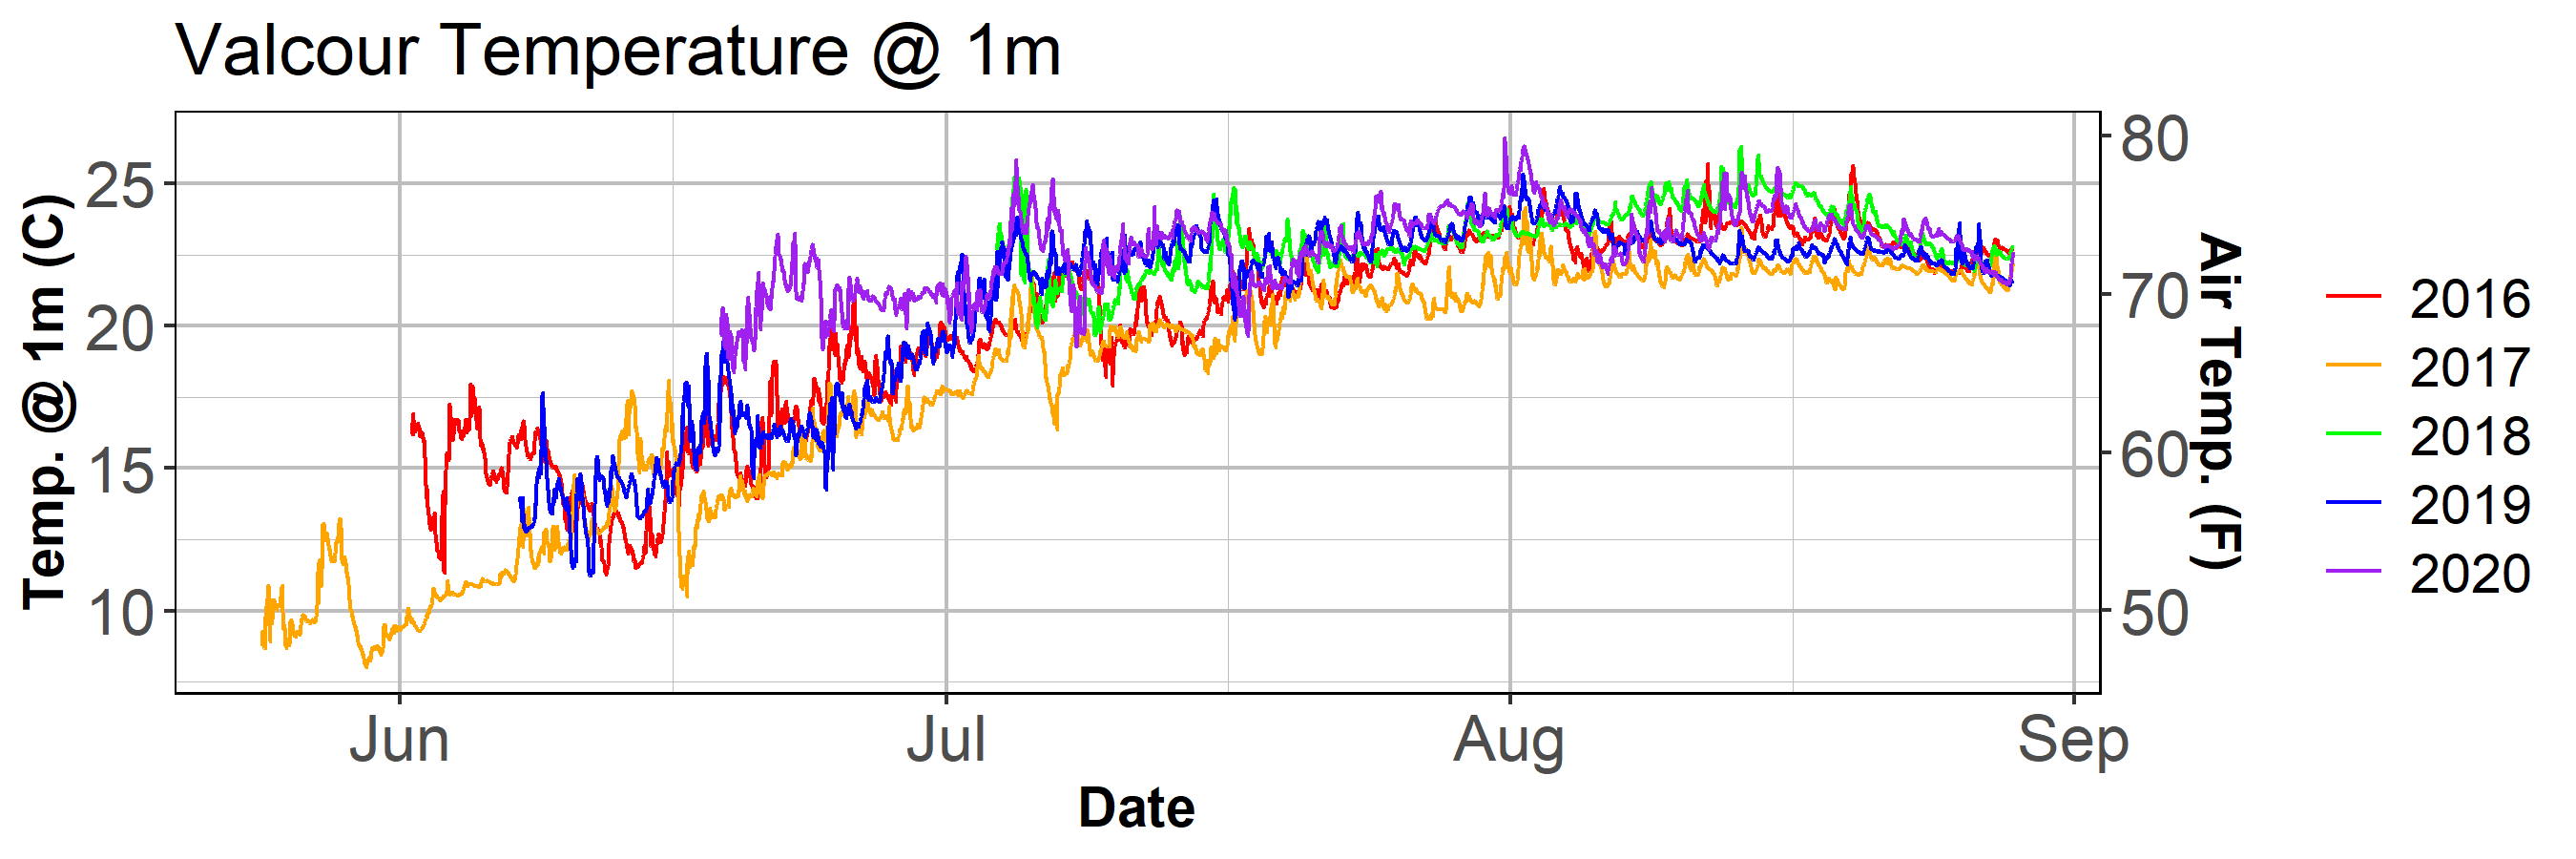 Valcour Temperature @ 1m
Temp. @ 1m (C)
25
20
15
10
80
70
60
50
Air Temp. (F)
Jun
Jul
Aug
Sep
Date
2016
2017
2018
2019
2020